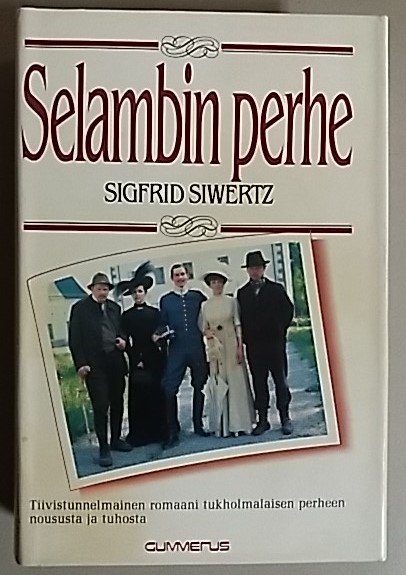 Selambin perhe
SIGFRID SIWERTZ
Tiivistunnelmainen romaani tukholmalaisen perheen
noususta ja tuhosta
GUMMERUS